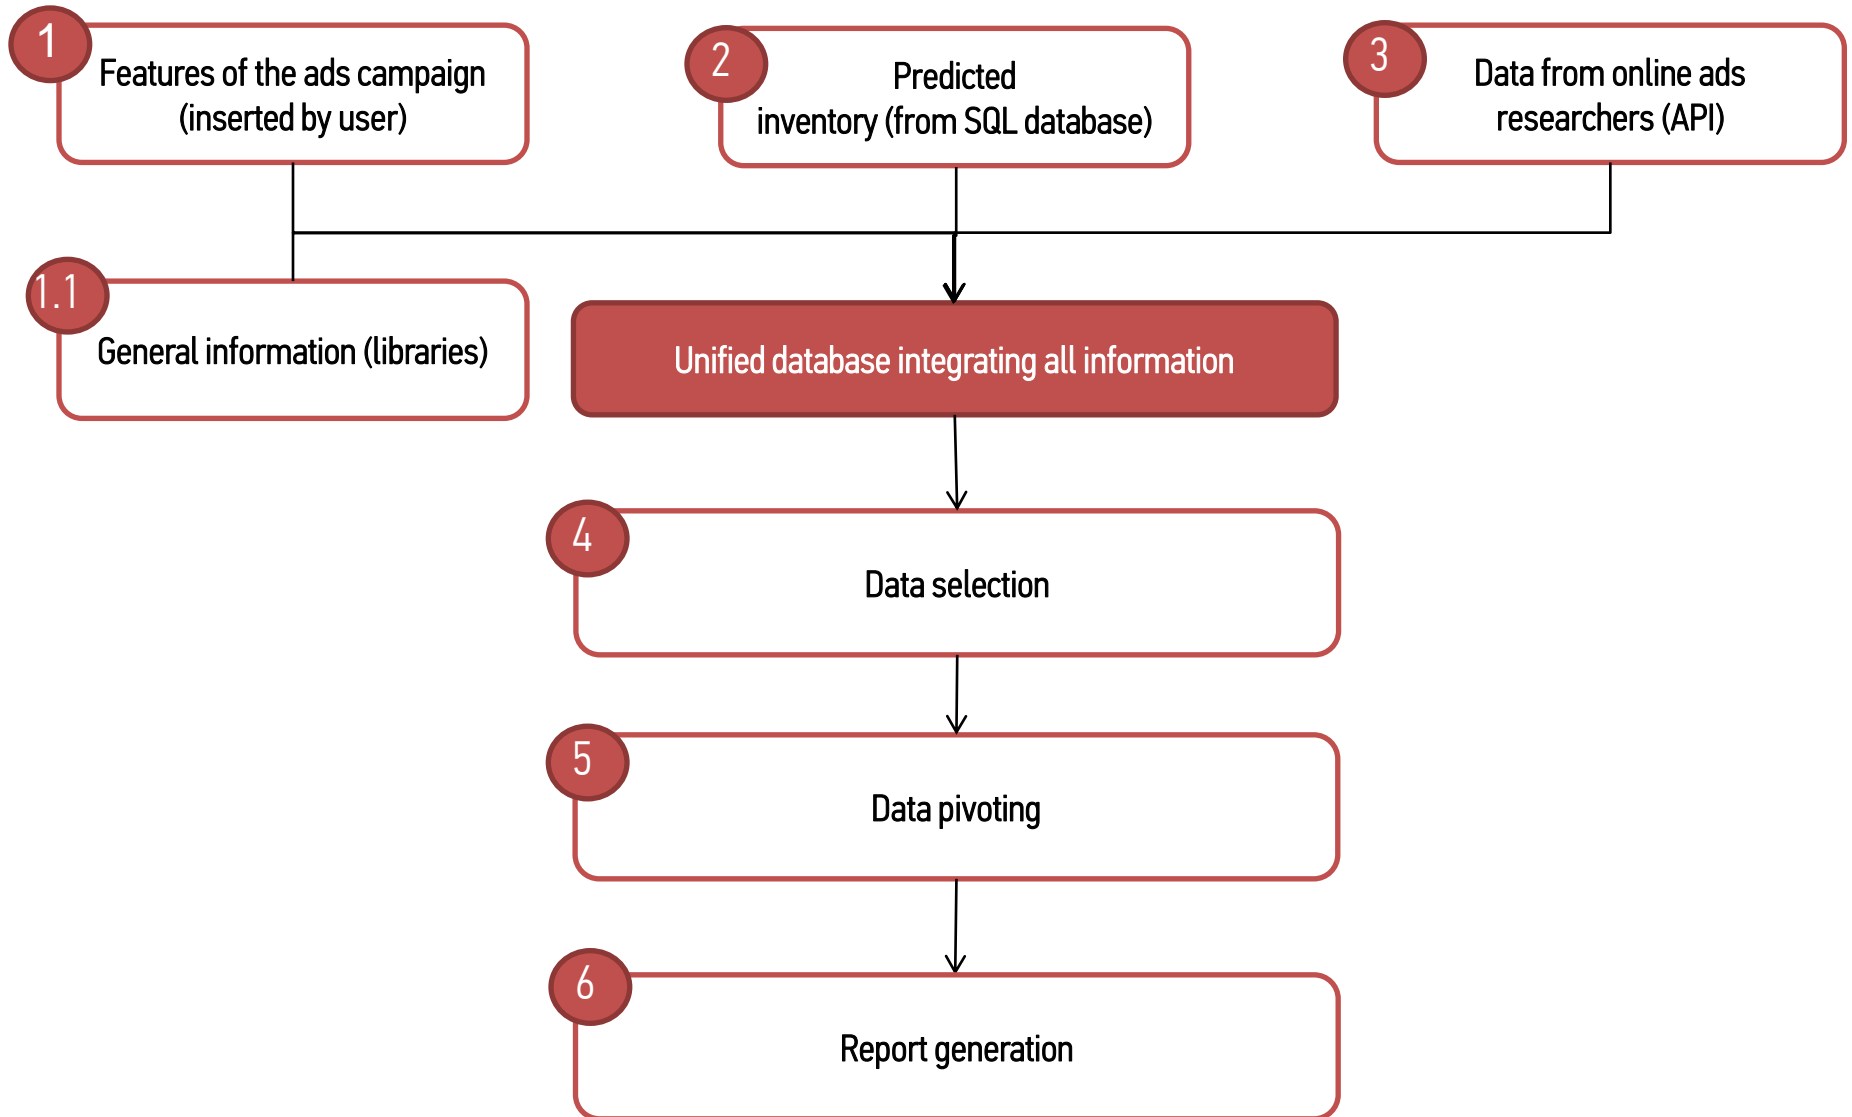 1
Features of the ads campaign
(inserted by user)
2
Predicted
inventory (from SQL database)
3
Data from online ads
researchers (API)
1.1
General information (libraries)
Unified database integrating all information
4
Data selection
5
Data pivoting
6
Report generation